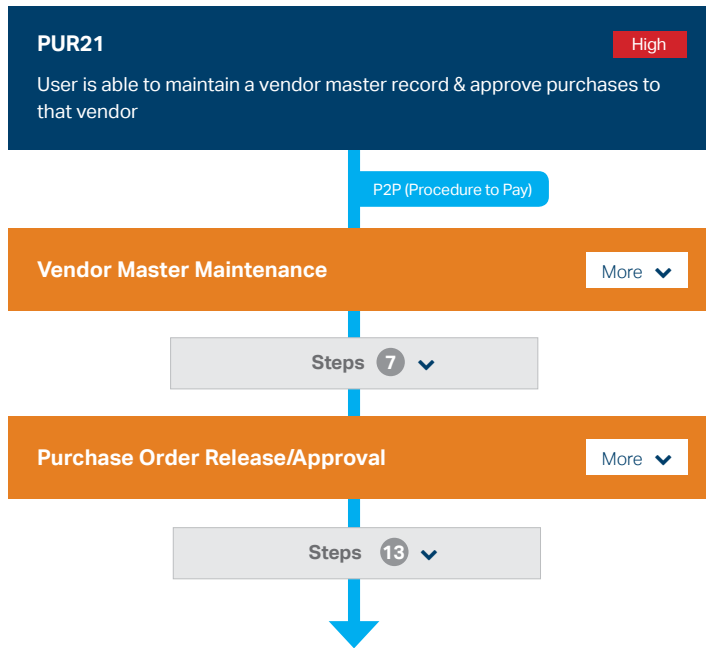 PUR21
High
User is able to maintain a vendor master record & approve purchases to
that vendor
P2P (Procedure to Pay)
Vendor Master Maintenance
More
Steps 7
Purchase Order Release/Approval
More
Steps 13